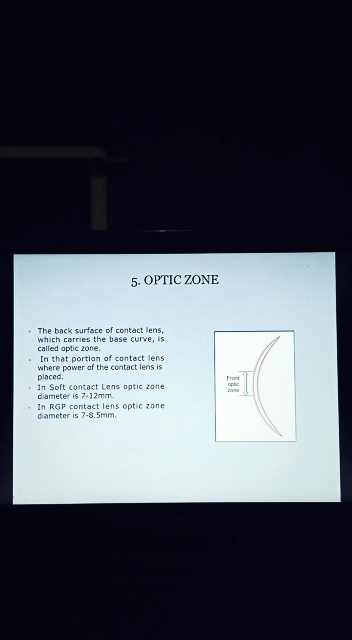 5. OPTIC ZONE
The back surface of contact lens,
which carries the base curve, is
called optic zone.
In that portion of contact lens
where power of the contact lens is
placed.
In Soft contact Lens optic zone
diameter is 7-12mm.
In RGP contact lens optic zone
diameter is 7-8.5mm.
Front
optic
zone